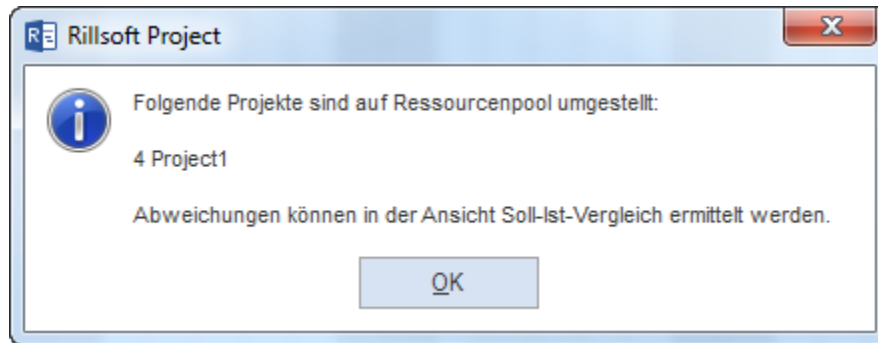 Rillsoft Project
Folgende Projekte sind auf Ressourcenpool umgestellt:
4 Project1
Abweichungen können in der Ansicht Soll-Ist-Vergleich ermittelt werden.
OK